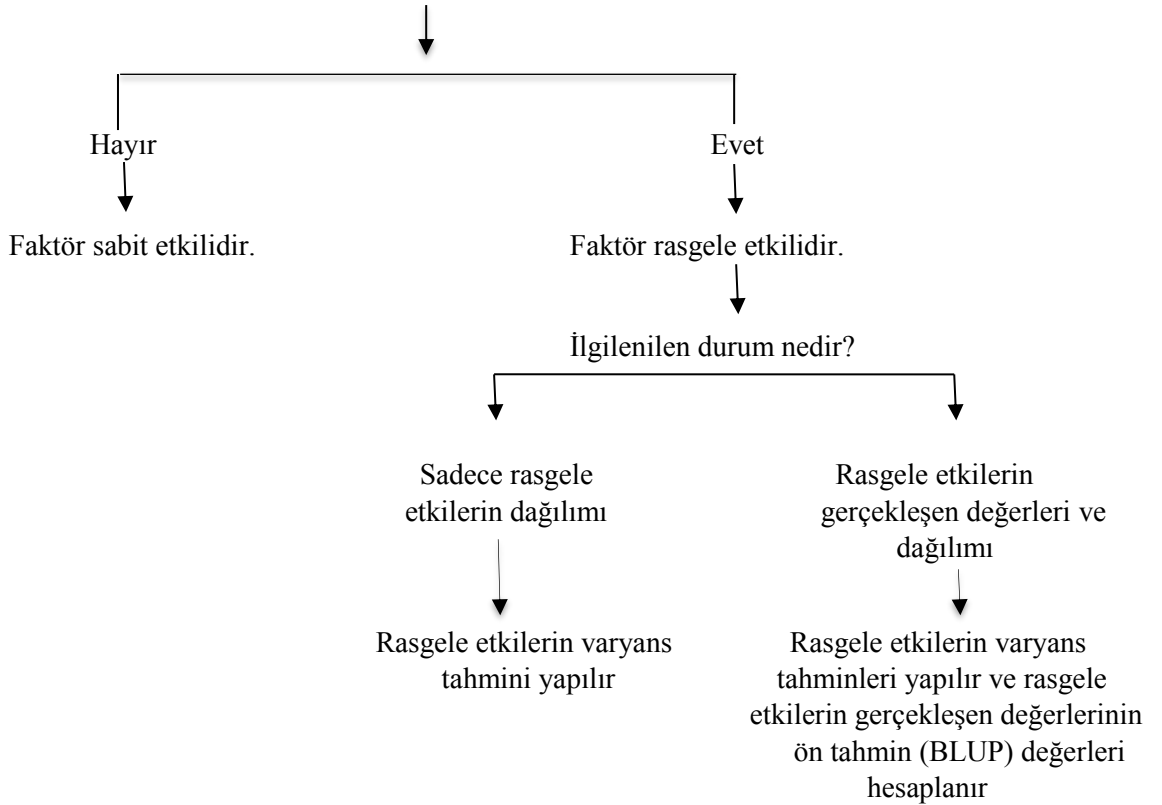 Hayır
Evet
Faktör sabit etkilidir.
Faktör rasgele etkilidir.
İlgilenilen durum nedir?
Sadece rasgele
etkilerin dağılımı
Rasgele etkilerin
gerçekleşen değerleri ve
dağılımı
Rasgele etkilerin varyans
tahmini yapılır
Rasgele etkilerin varyans
tahminleri yapılır ve rasgele
etkilerin gerçekleşen değerlerinin
ön tahmin (BLUP) değerleri
hesaplanır